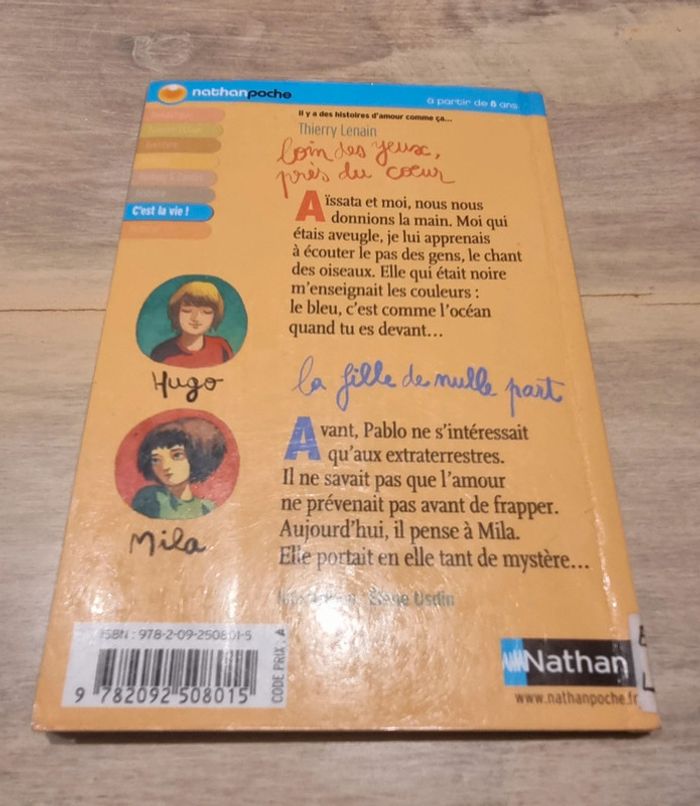 nathanpoche
à partir de 8 ans
Il y a des histoires d'amour comme ça...
Thierry Lenain
loin des yeux,
près du cœur
C'est la vie !
Aïssata et moi, nous nous
donnions la main. Moi qui
étais aveugle, je lui apprenais
à écouter le pas des gens, le chant
des oiseaux. Elle qui était noire
m'enseignait les couleurs :
le bleu, c'est comme l'océan
quand tu es devant…
Hugo
la fille de nulle part
Avant, Pablo ne s'intéressait
qu'aux extraterrestres.
Il ne savait pas que l'amour
ne prévenait pas avant de frapper.
Aujourd'hui, il pense à Mila.
Elle portait en elle tant de mystère…
Mila
Usdin
ISBN : 978-2-09-250801-5
9 782092 508015
CODE PRIX : A
Nathan
www.nathanpoche.fr